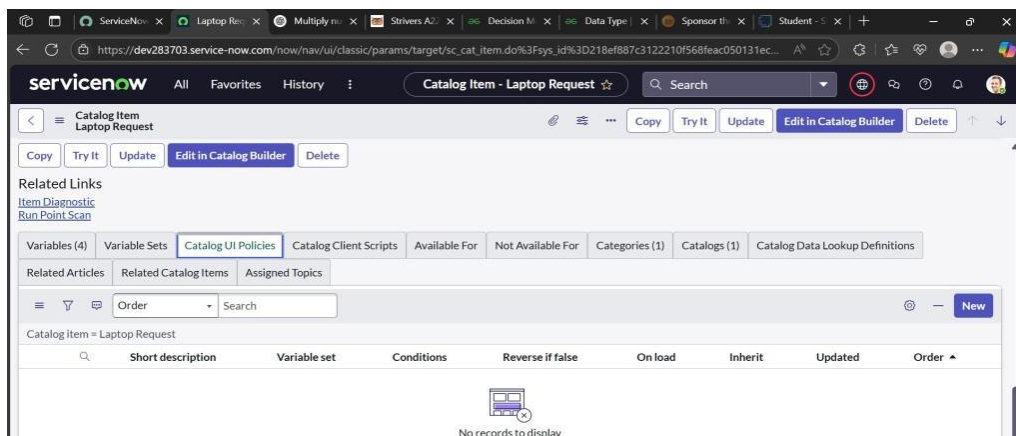 ServiceNow
Laptop Req
Multiply nu
Strivers A2
Decision M
Data Type
Sponsor th
Student - S
https://dev283703.service-now.com/now/nav/ui/classic/params/target/sc_cat_item.do%3Fsys_id%3D218ef887c3122210f568feac050131ec...
servicenow All Favorites History Catalog Item - Laptop Request Search
Catalog Item
Laptop Request
Copy Try It Update Edit in Catalog Builder Delete
Copy Try It Update Edit in Catalog Builder Delete
Related Links
Item Diagnostic
Run Point Scan
Variables (4) Variable Sets Catalog UI Policies Catalog Client Scripts Available For Not Available For Categories (1) Catalogs (1) Catalog Data Lookup Definitions
Related Articles Related Catalog Items Assigned Topics
Order Search New
Catalog item = Laptop Request
Short description Variable set Conditions Reverse if false On load Inherit Updated Order
No records to display